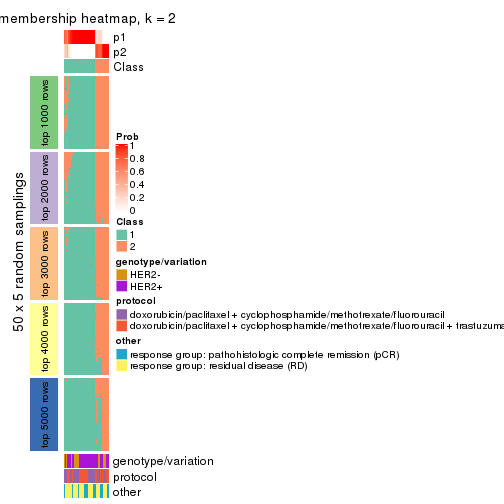 membership heatmap, k = 2
p1
p2
Class
50 x 5 random samplings
top 1000 rows
top 2000 rows
top 3000 rows
top 4000 rows
top 5000 rows
Prob
1
0.8
0.6
0.4
0.2
0
Class
1
2
genotype/variation
HER2-
HER2+
protocol
doxorubicin/paclitaxel + cyclophosphamide/methotrexate/fluorouracil
doxorubicin/paclitaxel + cyclophosphamide/methotrexate/fluorouracil + trastuzuma
other
response group: pathohistologic complete remission (pCR)
response group: residual disease (RD)
genotype/variation
protocol
other